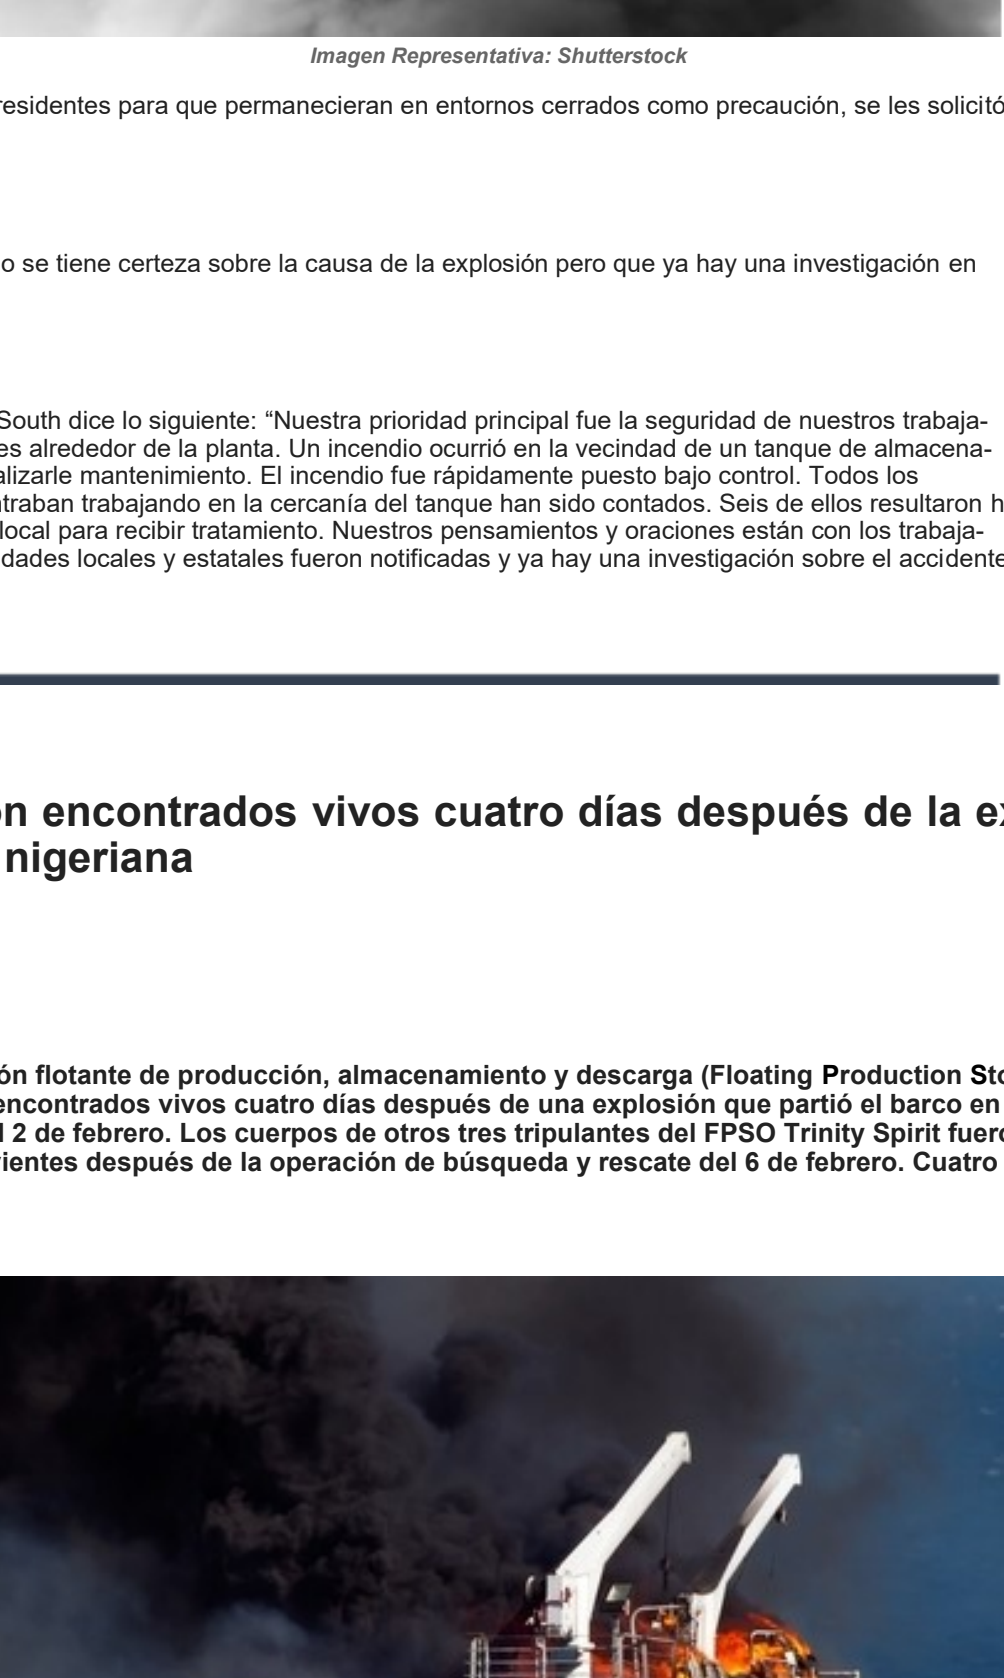 Imagen Representativa: Shutterstock
residentes para que permanecieran en entornos cerrados como precaución, se les solicitó
o se tiene certeza sobre la causa de la explosión pero que ya hay una investigación en
South dice lo siguiente: “Nuestra prioridad principal fue la seguridad de nuestros trabaja-
es alrededor de la planta. Un incendio ocurrió en la vecindad de un tanque de almacena-
alizarle mantenimiento. El incendio fue rápidamente puesto bajo control. Todos los
ntraban trabajando en la cercanía del tanque han sido contados. Seis de ellos resultaron h
local para recibir tratamiento. Nuestros pensamientos y oraciones están con los trabaja-
dades locales y estatales fueron notificadas y ya hay una investigación sobre el accidente
on encontrados vivos cuatro días después de la ex
nigeriana
ón flotante de producción, almacenamiento y descarga (Floating Production Sto
encontrados vivos cuatro días después de una explosión que partió el barco en
l 2 de febrero. Los cuerpos de otros tres tripulantes del FPSO Trinity Spirit fuero
vientes después de la operación de búsqueda y rescate del 6 de febrero. Cuatro